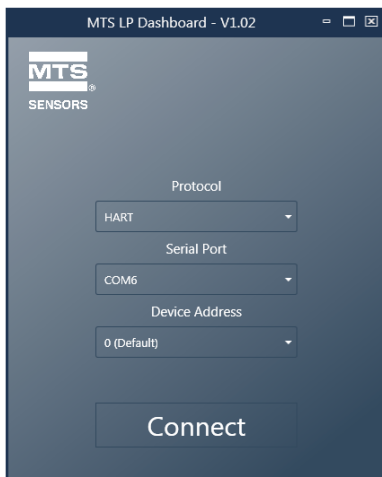 MTS LP Dashboard - V1.02
MTS®
SENSORS
Protocol
HART
Serial Port
COM6
Device Address
0 (Default)
Connect